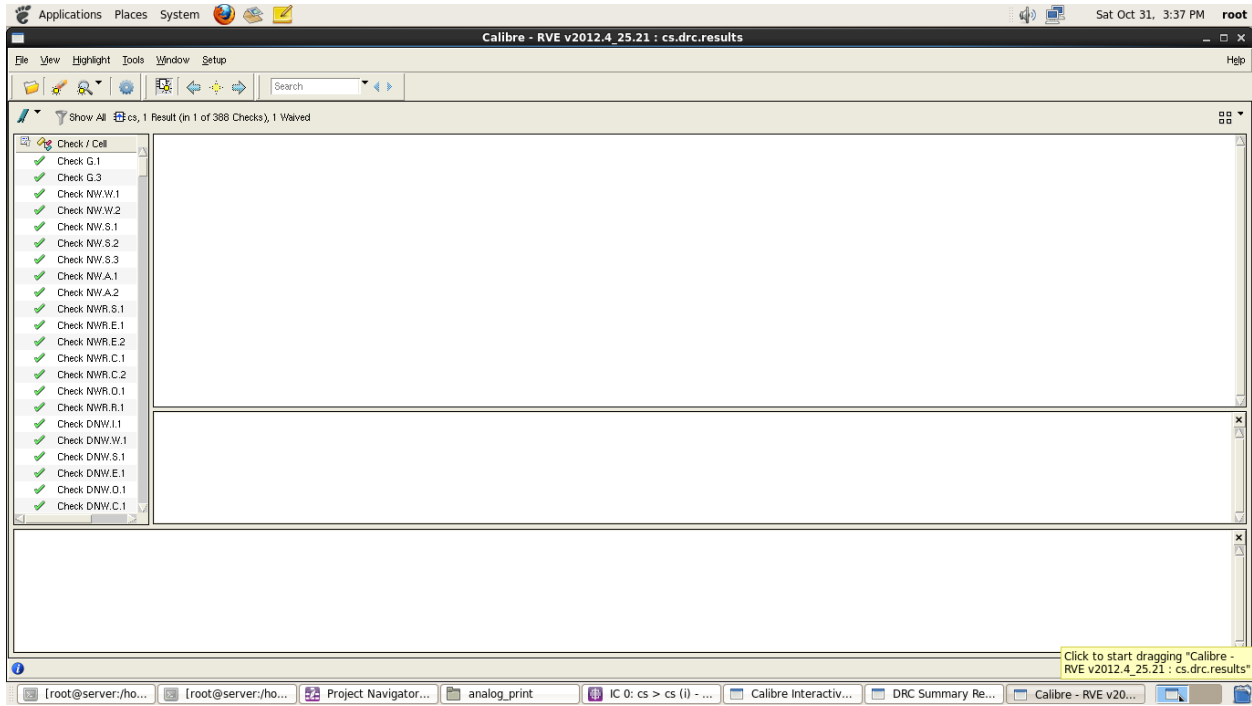 Applications Places System Sat Oct 31, 3:37 PM root
Calibre - RVE v2012.4_25.21 : cs.drc.results
File View Highlight Tools Window Setup Help
Search
Show All cs, 1 Result (in 1 of 388 Checks), 1 Waived
Check / Cell
Check G.1
Check G.3
Check NW.W.1
Check NW.W.2
Check NW.S.1
Check NW.S.2
Check NW.S.3
Check NW.A.1
Check NW.A.2
Check NWR.S.1
Check NWR.E.1
Check NWR.E.2
Check NWR.C.1
Check NWR.C.2
Check NWR.O.1
Check NWR.R.1
Check DNW.I.1
Check DNW.W.1
Check DNW.S.1
Check DNW.E.1
Check DNW.O.1
Check DNW.C.1
Click to start dragging "Calibre -
RVE v2012.4_25.21 : cs.drc.results"
[root@server:/ho... [root@server:/ho... Project Navigator... analog_print IC 0: cs > cs (i) - ... Calibre Interactiv... DRC Summary Re... Calibre - RVE v20...